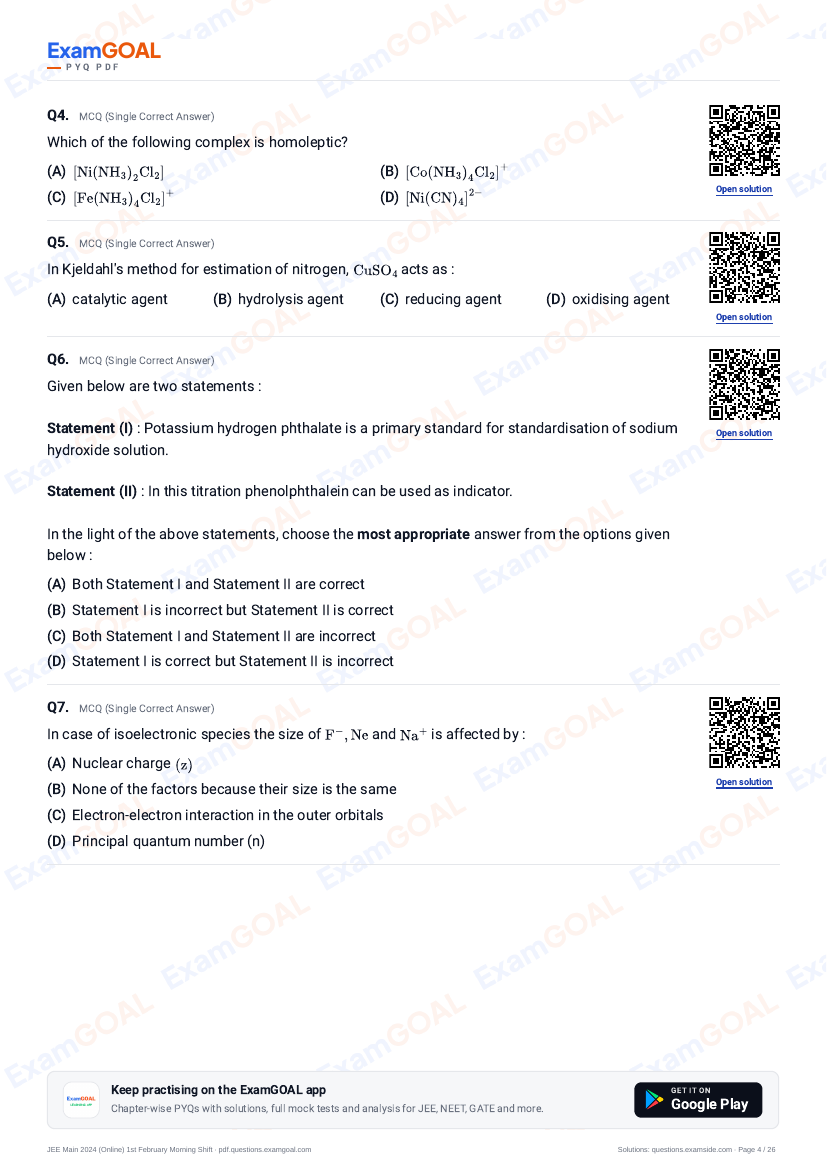 ExamGOAL
PYQ PDF
Q4. MCQ (Single Correct Answer)
Which of the following complex is homoleptic?
(A) [Ni(NH₃)₂Cl₂]
(B) [Co(NH₃)₄Cl₂]⁺
(C) [Fe(NH₃)₄Cl₂]⁺
(D) [Ni(CN)₄]²⁻
Open solution
Q5. MCQ (Single Correct Answer)
In Kjeldahl's method for estimation of nitrogen, CuSO₄ acts as :
(A) catalytic agent (B) hydrolysis agent (C) reducing agent (D) oxidising agent
Open solution
Q6. MCQ (Single Correct Answer)
Given below are two statements :
Statement (I) : Potassium hydrogen phthalate is a primary standard for standardisation of sodium
hydroxide solution.
Statement (II) : In this titration phenolphthalein can be used as indicator.
In the light of the above statements, choose the most appropriate answer from the options given
below :
(A) Both Statement I and Statement II are correct
(B) Statement I is incorrect but Statement II is correct
(C) Both Statement I and Statement II are incorrect
(D) Statement I is correct but Statement II is incorrect
Open solution
Q7. MCQ (Single Correct Answer)
In case of isoelectronic species the size of F⁻, Ne and Na⁺ is affected by :
(A) Nuclear charge (z)
(B) None of the factors because their size is the same
(C) Electron-electron interaction in the outer orbitals
(D) Principal quantum number (n)
Open solution
ExamGOAL
Keep practising on the ExamGOAL app
Chapter-wise PYQs with solutions, full mock tests and analysis for JEE, NEET, GATE and more.
GET IT ON
Google Play
JEE Main 2024 (Online) 1st February Morning Shift · pdf.questions.examgoal.com
Solutions: questions.examside.com · Page 4 / 26